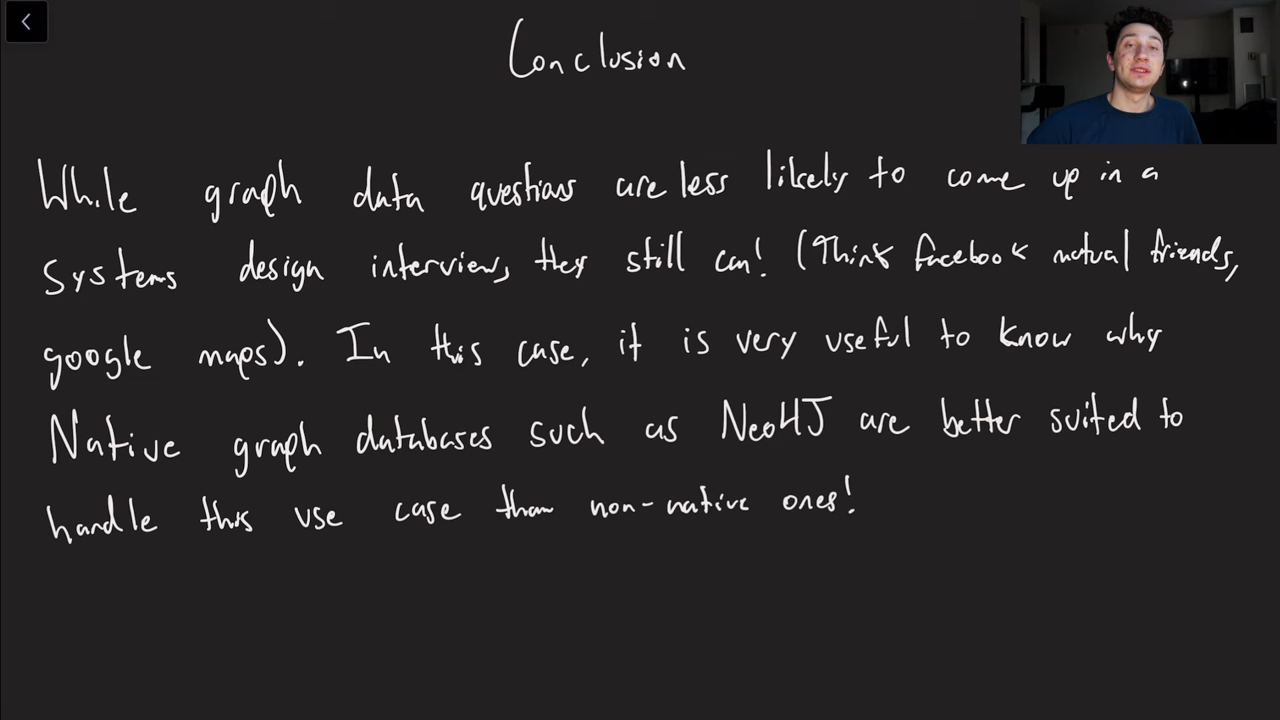 Conclusion
While graph data questions are less likely to come up in a
systems design interview, they still can! (Think facebook mutual friends,
google maps). In this case, it is very useful to know why
Native graph databases such as Neo4J are better suited to
handle this use case than non-native ones!